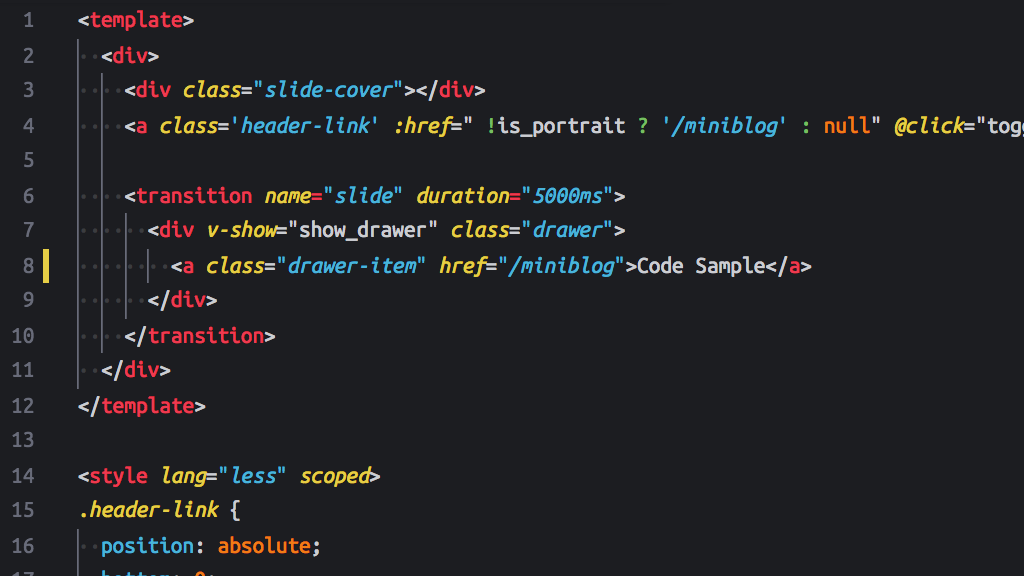 1 <template>
2 <div>
3 <div class="slide-cover"></div>
4 <a class='header-link' :href=" !is_portrait ? '/miniblog' : null" @click="togg
5
6 <transition name="slide" duration="5000ms">
7 <div v-show="show_drawer" class="drawer">
8 <a class="drawer-item" href="/miniblog">Code Sample</a>
9 </div>
10 </transition>
11 </div>
12 </template>
13
14 <style lang="less" scoped>
15 .header-link {
16 position: absolute;